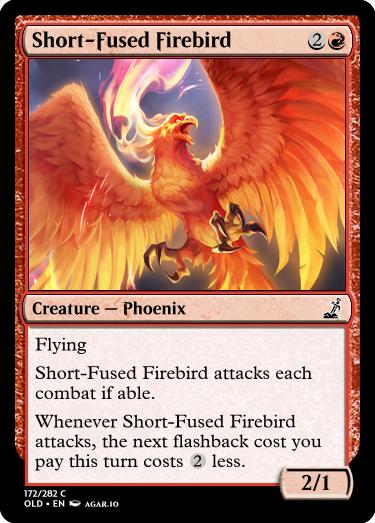 Short-Fused Firebird 2
Creature — Phoenix
Flying
Short-Fused Firebird attacks each
combat if able.
Whenever Short-Fused Firebird
attacks, the next flashback cost you
pay this turn costs 2 less.
2/1
172/282 C
OLD • EN AGAR.IO